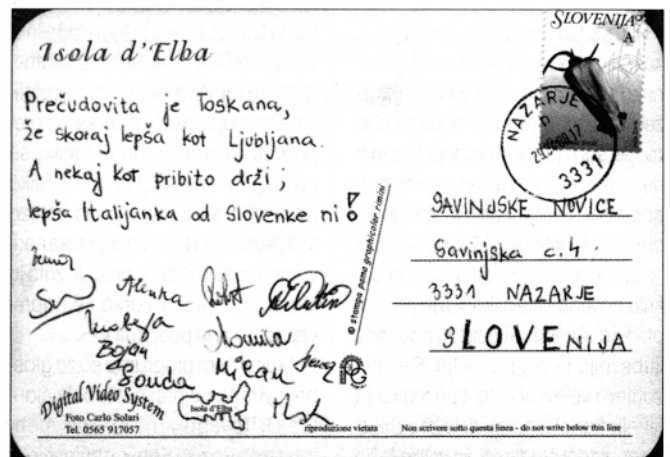 Isola d'Elba
Prečudovita je Toskana,
že skoraj lepša kot Ljubljana.
A nekaj kot pribito drži;
lepša Italijanka od Slovenke ni!
Alenka
Mateja
Bojan
Digital Video System
Foto Carlo Solari
Tel. 0565 917057
Isola d'Elba
riproduzione vietata
Non scrivere sotto questa linea - do not write below this line
© stampa pama graphicolor rimini
SLOVENIJA
A
NAZARJE
3331
SAVINJSKE NOVICE
Savinjska c. 4
3331 NAZARJE
SLOVENIJA